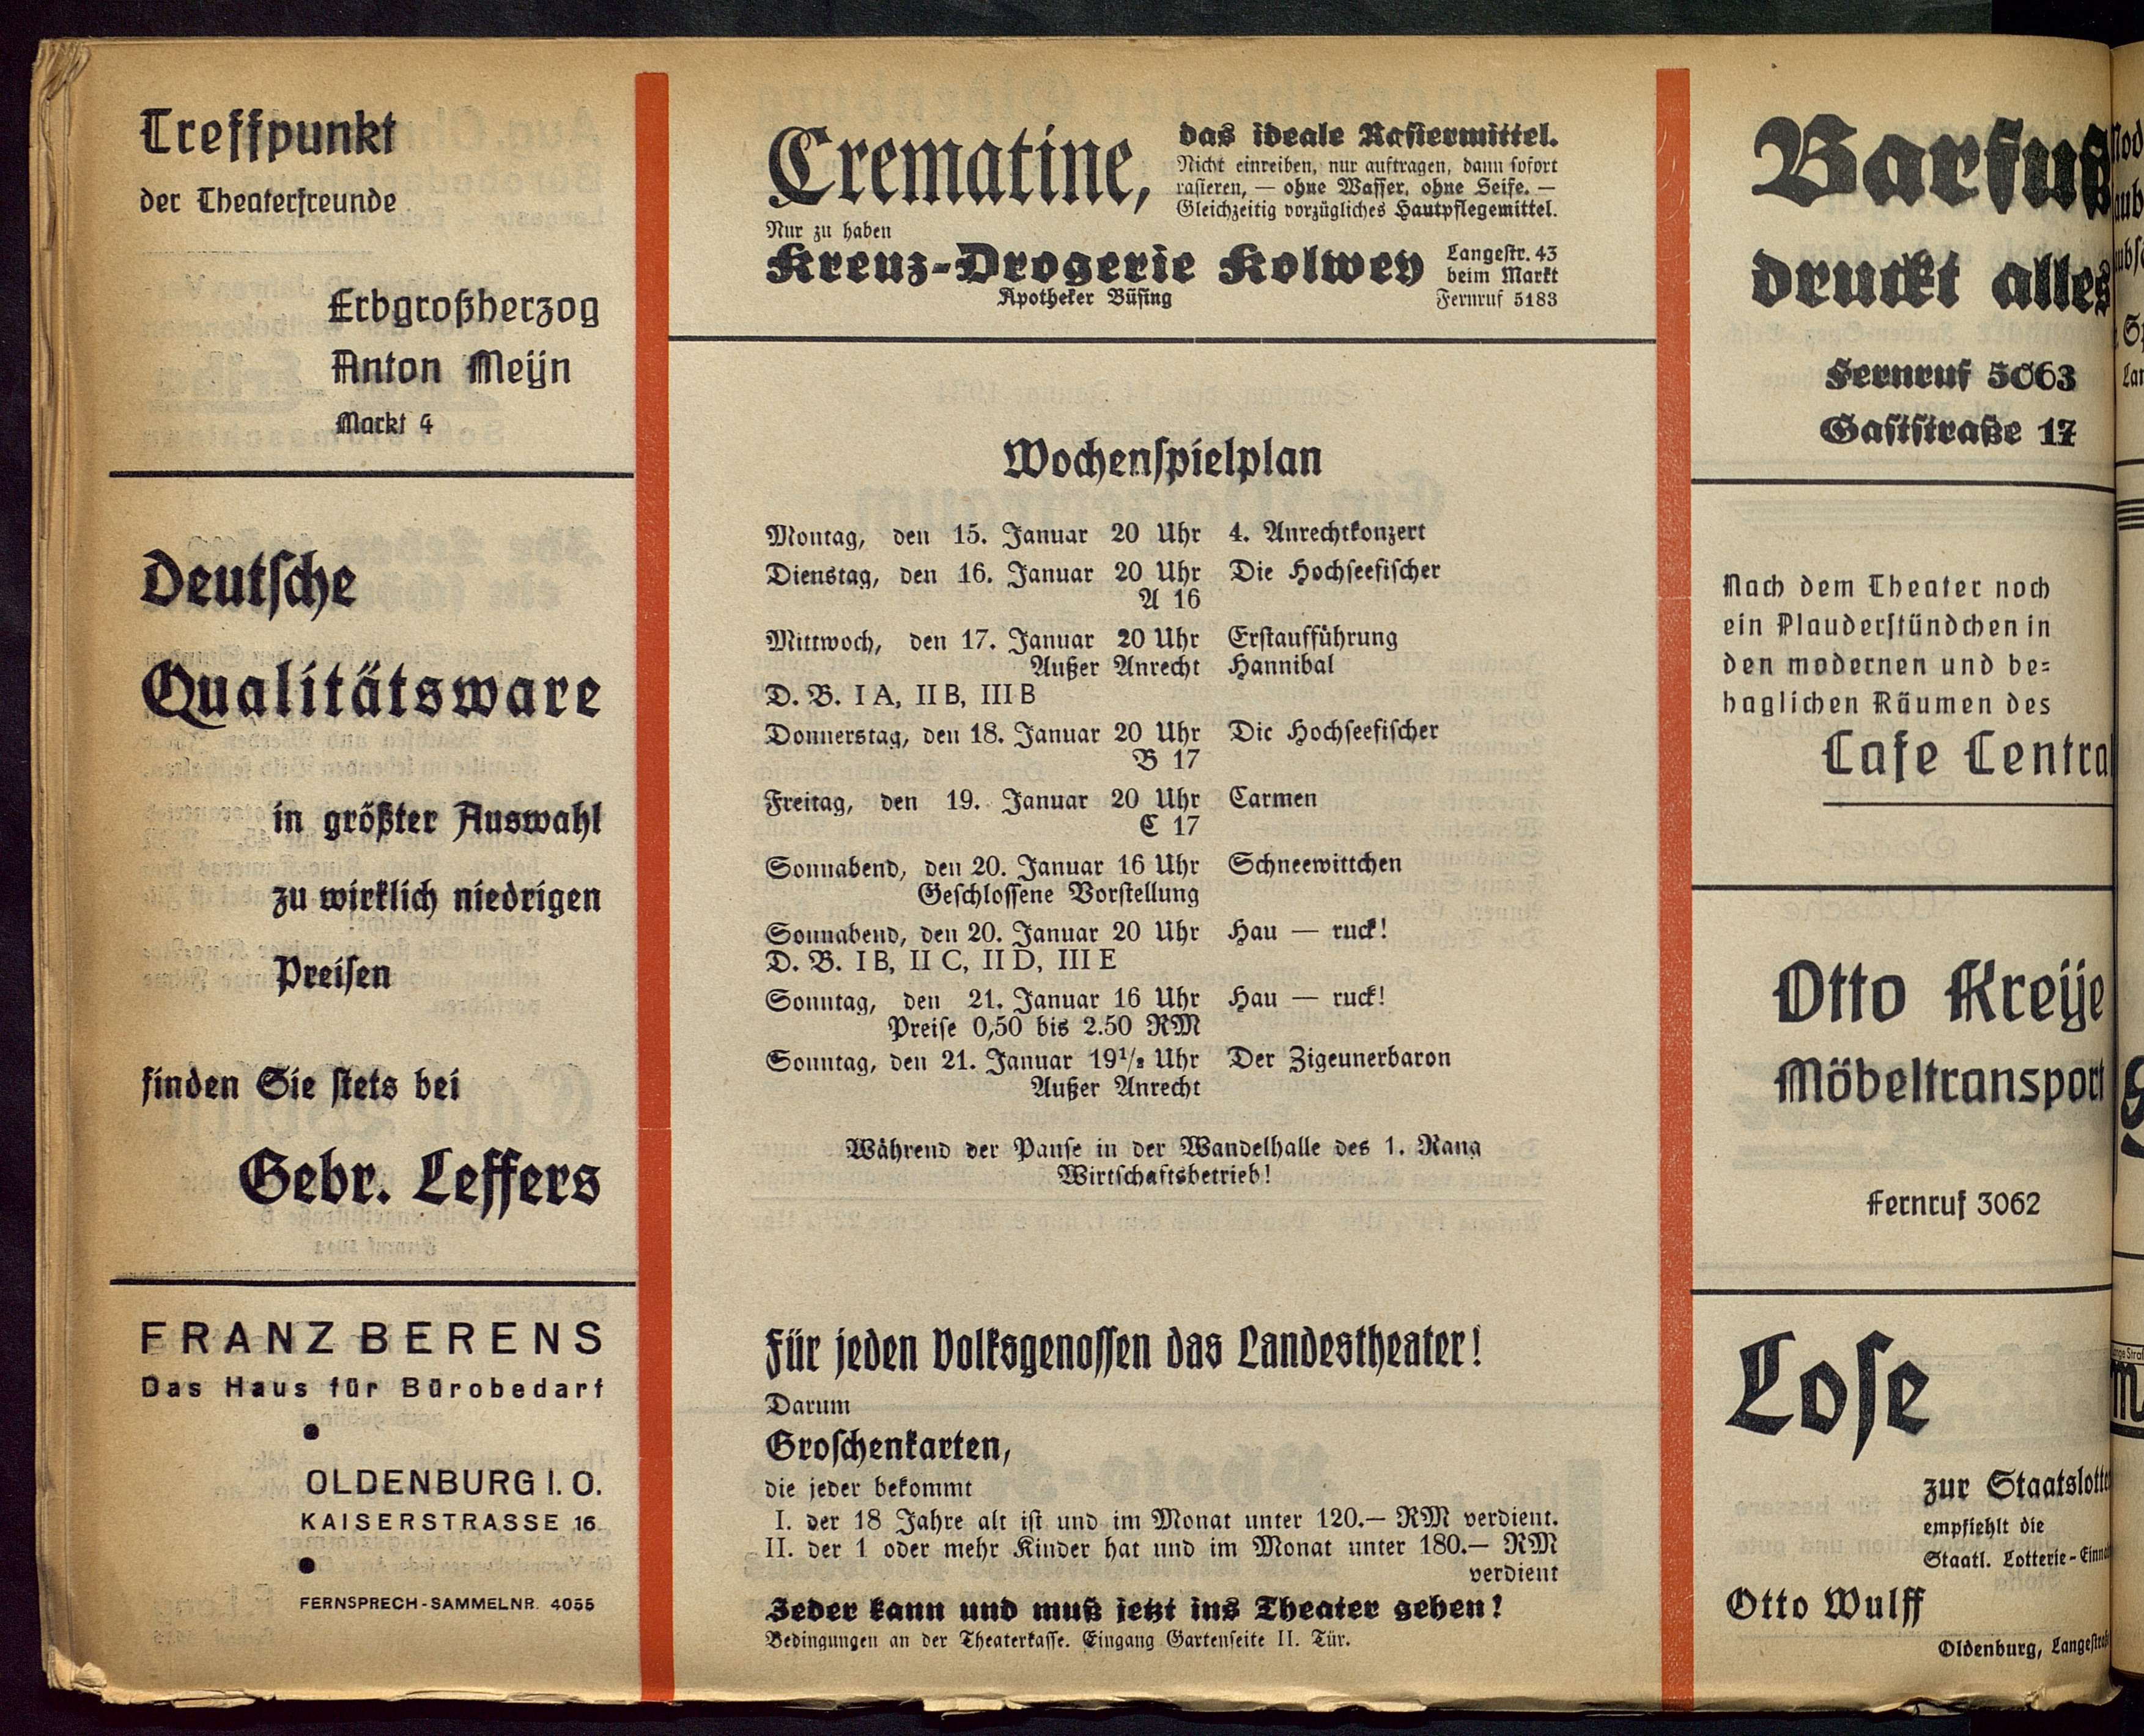 Treffpunkt
der Theaterfreunde
Erbgroßherzog
Anton Meijn
Markt 4
Deutsche
Qualitätsware
in größter Auswahl
zu wirklich niedrigen
Preisen
finden Sie stets bei
Gebr. Leffers
FRANZ BERENS
Das Haus für Bürobedarf
OLDENBURG I. O.
KAISERSTRASSE 16
FERNSPRECH-SAMMELNR. 4055
Crematine,
das ideale Rasiermittel.
Nicht einreiben, nur auftragen, dann sofort
rasieren, — ohne Wasser, ohne Seife. —
Gleichzeitig vorzügliches Hautpflegemittel.
Nur zu haben
Kreuz-Drogerie Kolwey
Apotheker Büsing
Langestr. 43
beim Markt
Fernruf 5183
Wochenspielplan
Montag, den 15. Januar 20 Uhr 4. Anrechtkonzert
Dienstag, den 16. Januar 20 Uhr Die Hochseefischer
A 16
Mittwoch, den 17. Januar 20 Uhr Erstaufführung
Außer Anrecht Hannibal
D. B. I A, II B, III B
Donnerstag, den 18. Januar 20 Uhr Die Hochseefischer
B 17
Freitag, den 19. Januar 20 Uhr Carmen
C 17
Sonnabend, den 20. Januar 16 Uhr Schneewittchen
Geschlossene Vorstellung
Sonnabend, den 20. Januar 20 Uhr Hau — ruck!
D. B. I B, II C, II D, III E
Sonntag, den 21. Januar 16 Uhr Hau — ruck!
Preise 0,50 bis 2.50 RM
Sonntag, den 21. Januar 19½ Uhr Der Zigeunerbaron
Außer Anrecht
Während der Pause in der Wandelhalle des 1. Rang
Wirtschaftsbetrieb!
Für jeden Volksgenossen das Landestheater!
Darum
Groschenkarten,
die jeder bekommt
I. der 18 Jahre alt ist und im Monat unter 120.— RM verdient.
II. der 1 oder mehr Kinder hat und im Monat unter 180.— RM
verdient
Jeder kann und muß jetzt ins Theater gehen!
Bedingungen an der Theaterkasse. Eingang Gartenseite II. Tür.
Barfuß
druckt alles
Fernruf 5063
Gaststraße 17
Nach dem Theater noch
ein Plauderstündchen in
den modernen und be-
haglichen Räumen des
Cafe Central
Otto Kreije
Möbeltransport
Fernruf 3062
Lose
zur
empfiehlt die
Staatl. Lotterie-
Otto Wulff
Oldenburg,